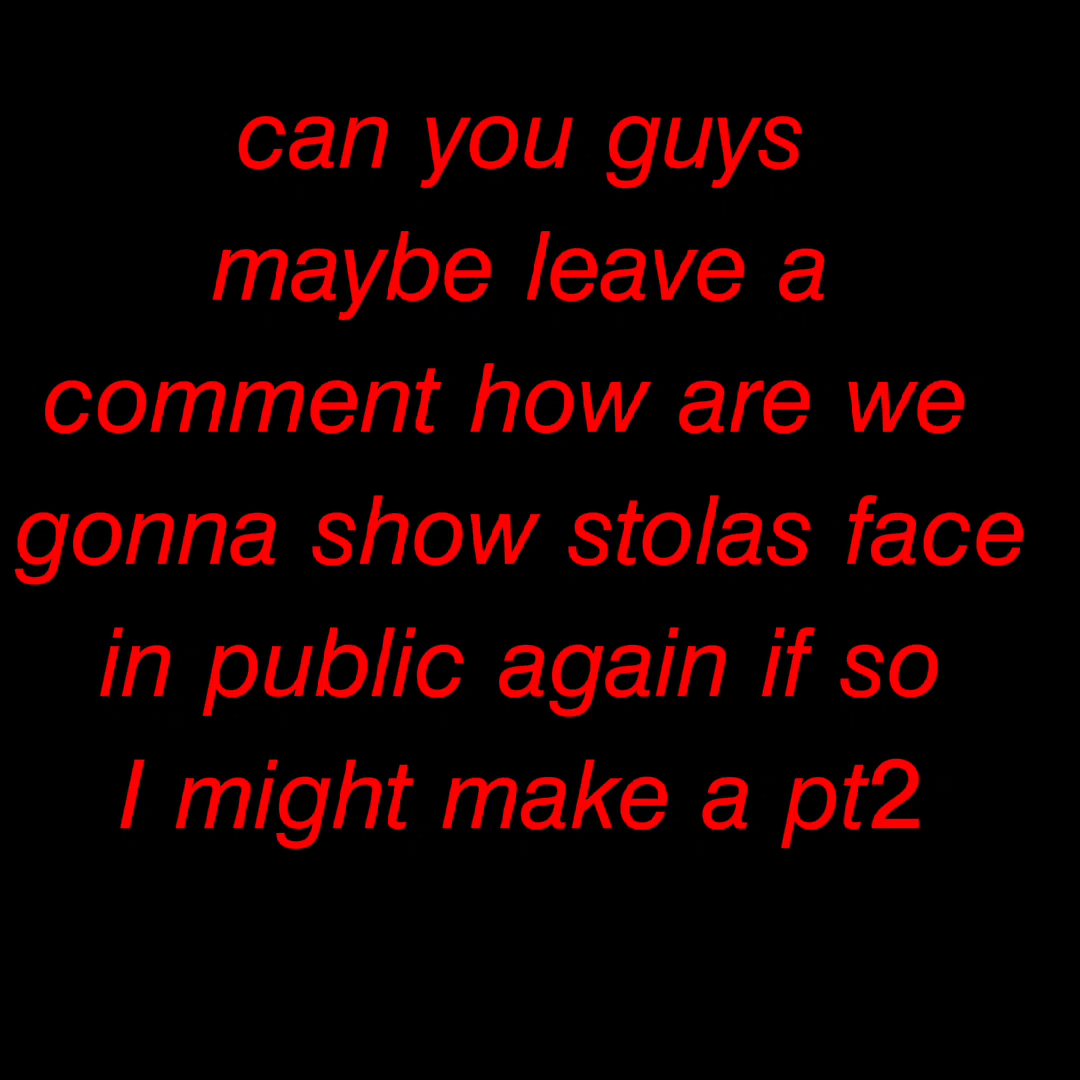 can you guys
maybe leave a
comment how are we
gonna show stolas face
in public again if so
I might make a pt2